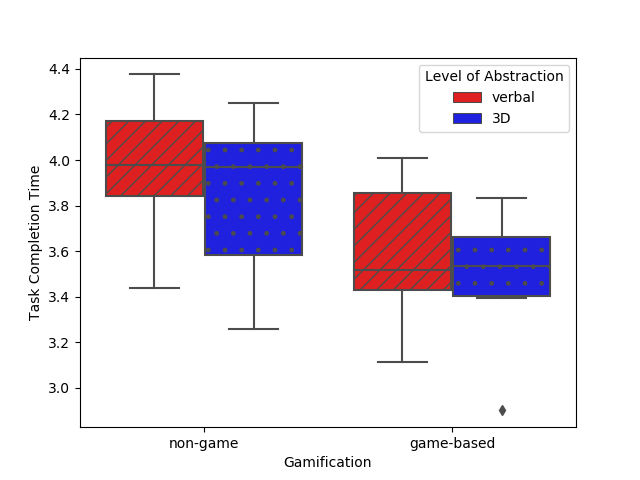 Level of Abstraction
verbal
3D
Task Completion Time
4.4
4.2
4.0
3.8
3.6
3.4
3.2
3.0
non-game
game-based
Gamification